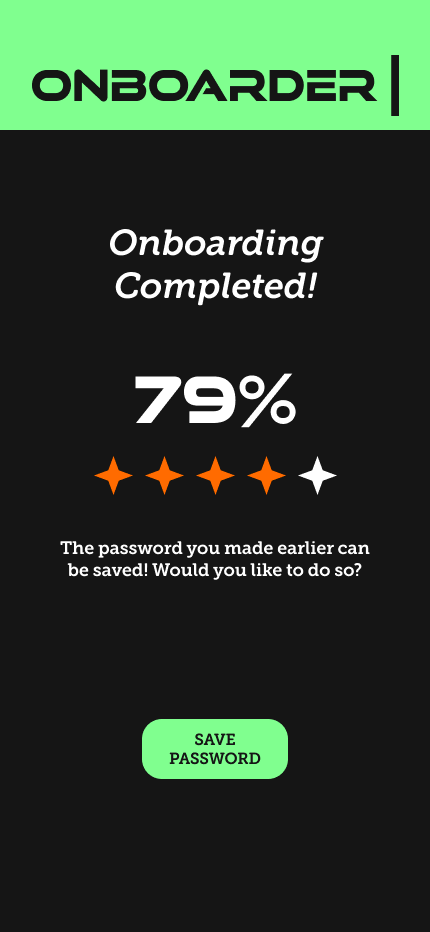 ONBOARDER
Onboarding
Completed!
79%
The password you made earlier can
be saved! Would you like to do so?
SAVE
PASSWORD